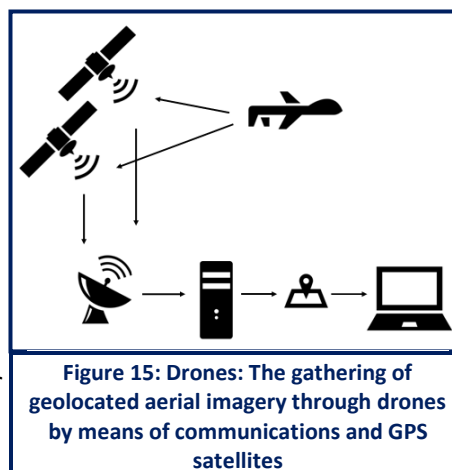 Figure 15: Drones: The gathering of
geolocated aerial imagery through drones
by means of communications and GPS
satellites